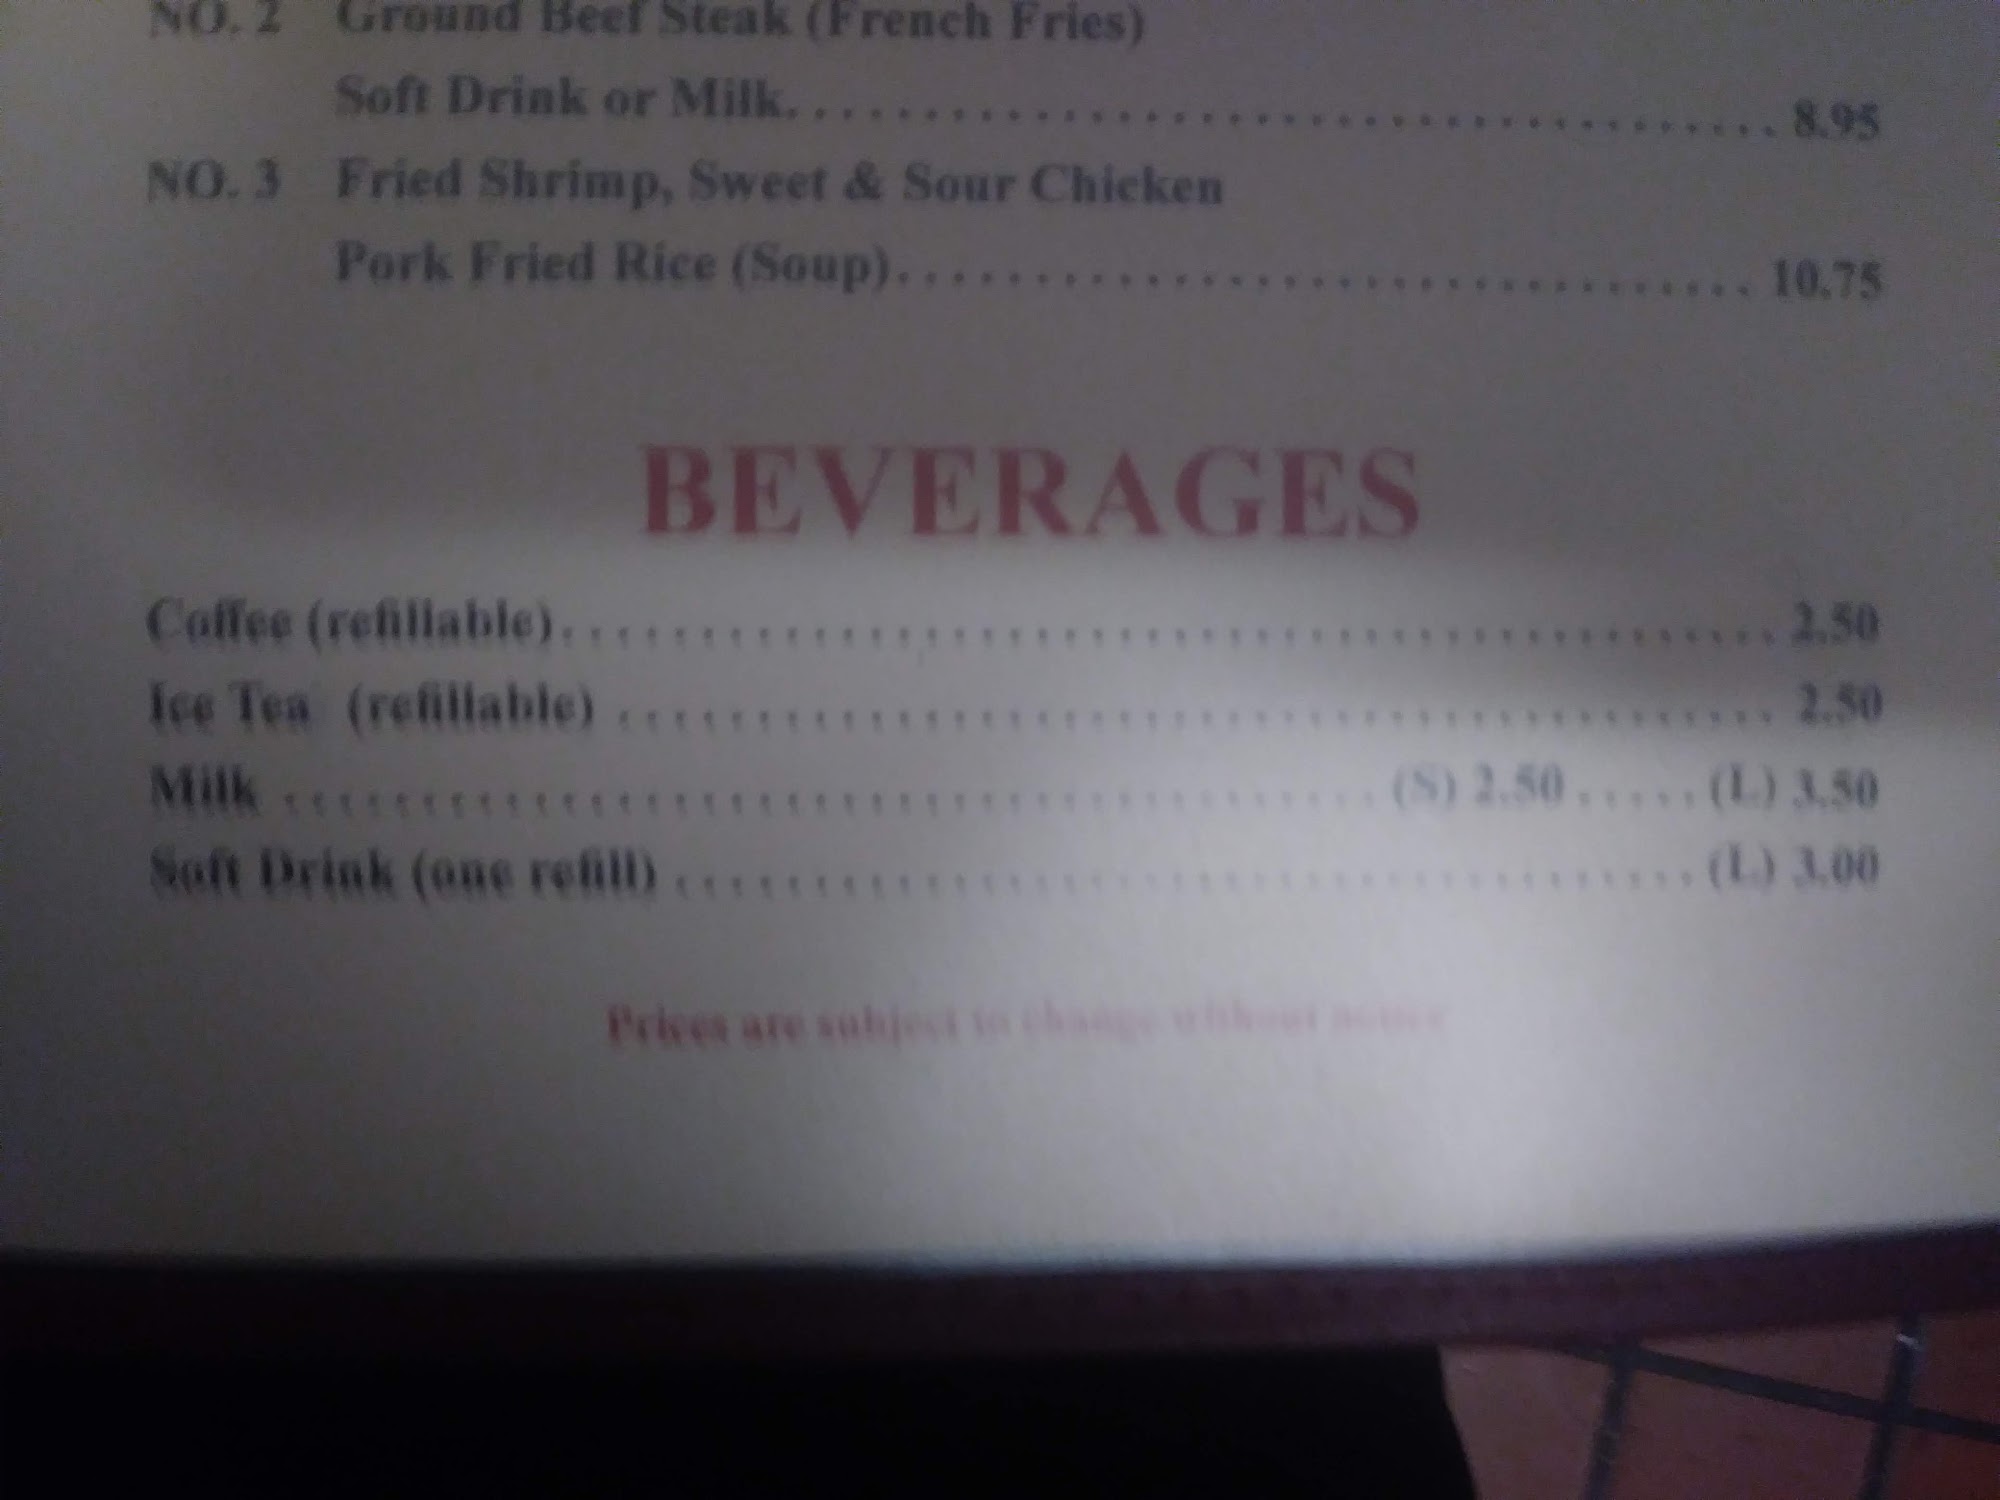 NO. 2 Ground Beef Steak (French Fries)
Soft Drink or Milk. . . . . . . . . . . . . . . . . . . . . . . . . . . . . . . . . . . . 8.95
NO. 3 Fried Shrimp, Sweet & Sour Chicken
Pork Fried Rice (Soup). . . . . . . . . . . . . . . . . . . . . . . . . . . . . . . 10.75
BEVERAGES
Coffee (refillable). . . . . . . . . . . . . . . . . . . . . . . . . . . . . . . . . . . . . . . . . . . . 2.50
Ice Tea (refillable) . . . . . . . . . . . . . . . . . . . . . . . . . . . . . . . . . . . . . . . . . . 2.50
Milk . . . . . . . . . . . . . . . . . . . . . . . . . . . . . . . . . . . . . . . . (S) 2.50 . . . . . (L) 3.50
Soft Drink (one refill) . . . . . . . . . . . . . . . . . . . . . . . . . . . . . . . . . . . . . (L) 3.00
Prices are subject to change without notice